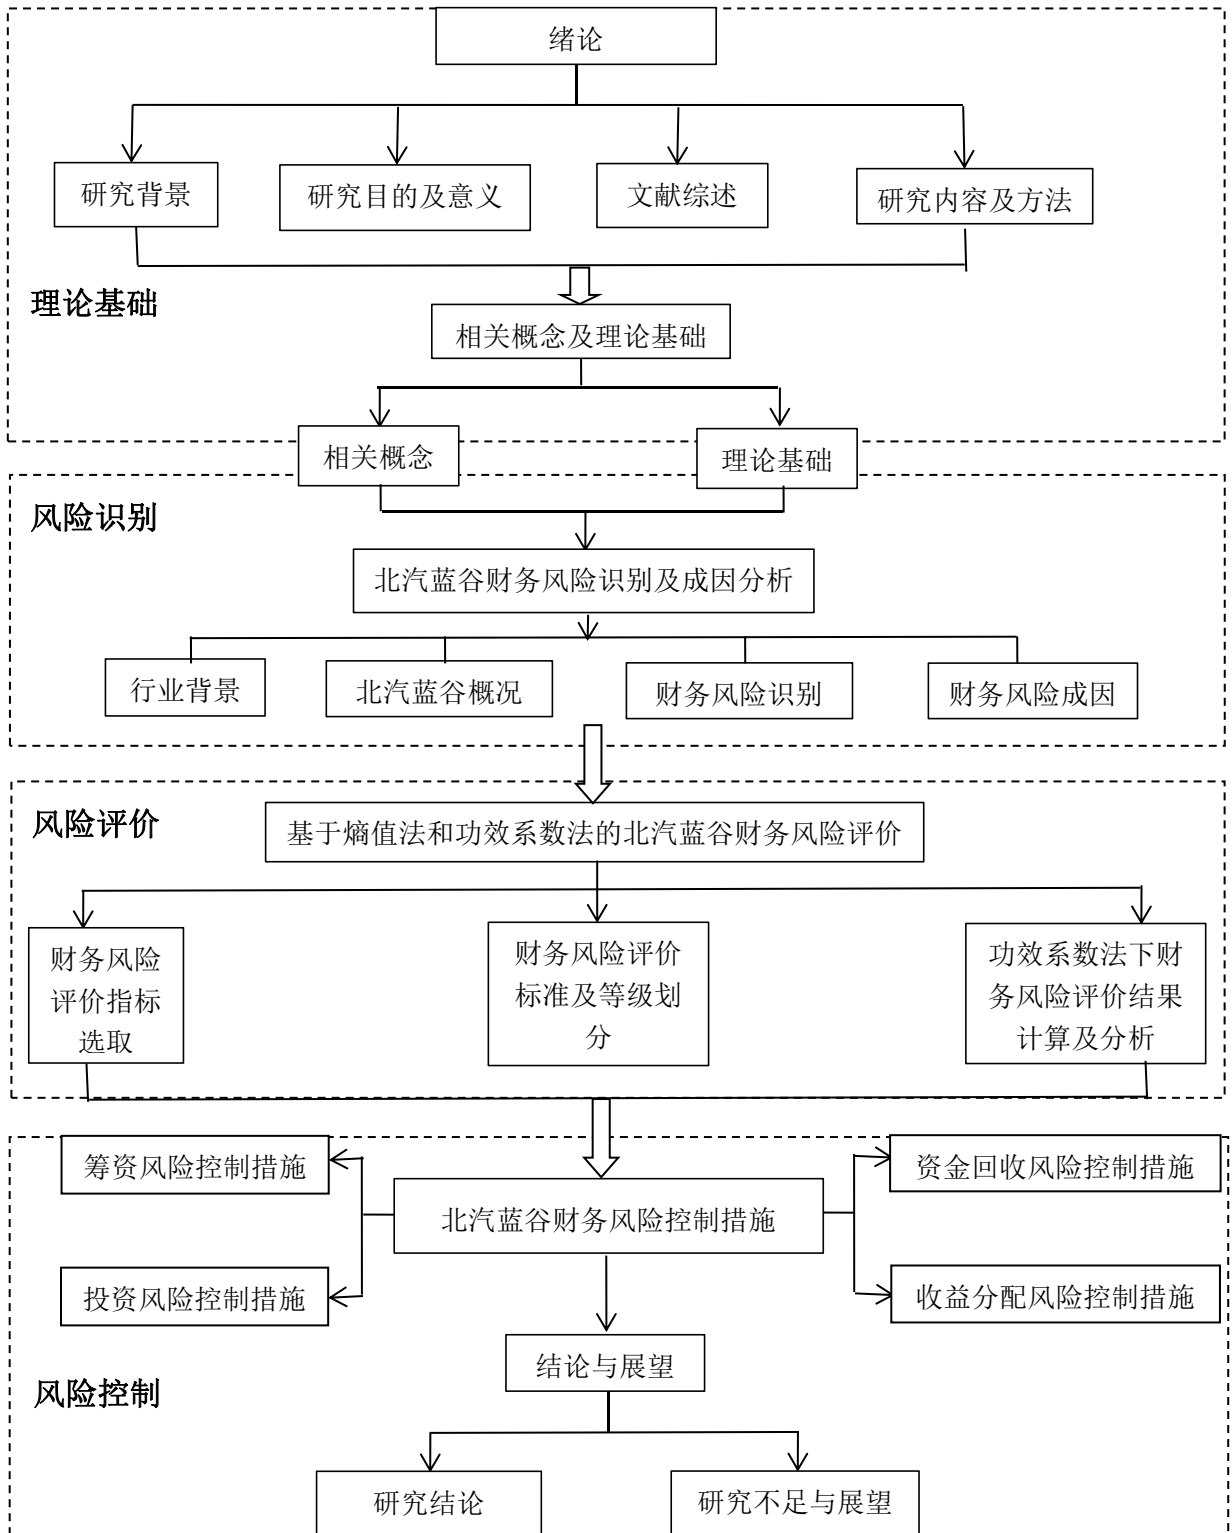 绪论
研究背景
研究目的及意义
文献综述
研究内容及方法
理论基础
相关概念及理论基础
相关概念
理论基础
风险识别
北汽蓝谷财务风险识别及成因分析
行业背景
北汽蓝谷概况
财务风险识别
财务风险成因
风险评价
基于熵值法和功效系数法的北汽蓝谷财务风险评价
财务风险
评价指标
选取
财务风险评价
标准及等级划
分
功效系数法下财
务风险评价结果
计算及分析
筹资风险控制措施
资金回收风险控制措施
北汽蓝谷财务风险控制措施
投资风险控制措施
收益分配风险控制措施
结论与展望
风险控制
研究结论
研究不足与展望